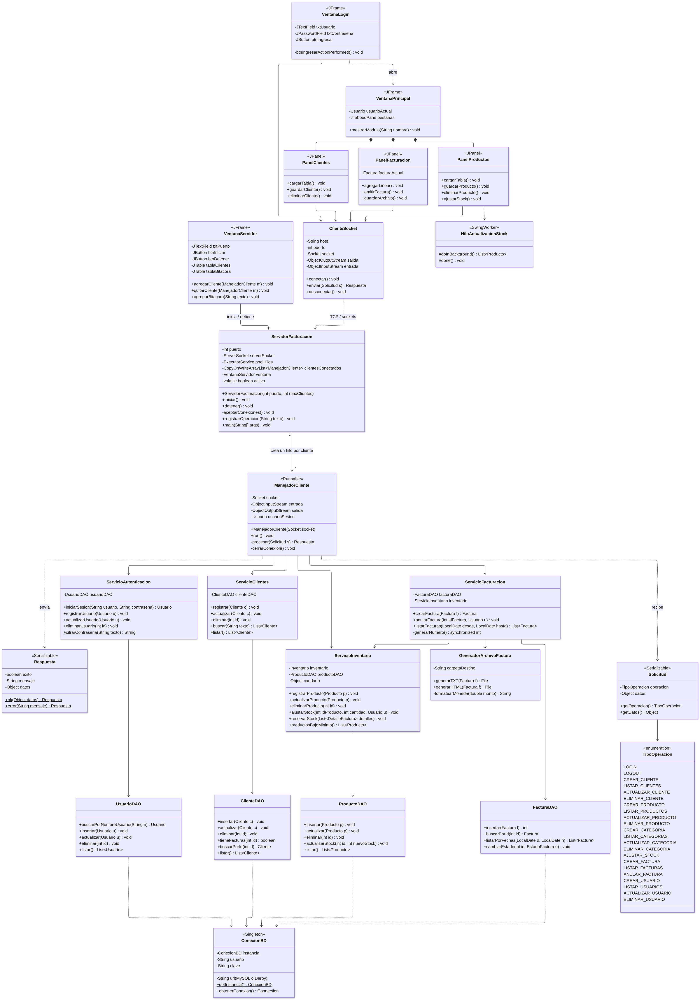 «JFrame»
VentanaLogin
-JTextField txtUsuario
-JPasswordField txtContrasena
-JButton btnIngresar
-btnIngresarActionPerformed() : void
abre
«JFrame»
VentanaPrincipal
-Usuario usuarioActual
-JTabbedPane pestanas
+mostrarModulo(String nombre) : void
«JPanel»
PanelClientes
+cargarTabla() : void
+guardarCliente() : void
+eliminarCliente() : void
«JPanel»
PanelFacturacion
-Factura facturaActual
+agregarLinea() : void
+emitirFactura() : void
+guardarArchivo() : void
«JPanel»
PanelProductos
+cargarTabla() : void
+guardarProducto() : void
+eliminarProducto() : void
+ajustarStock() : void
«JFrame»
VentanaServidor
-JTextField txtPuerto
-JButton btnIniciar
-JButton btnDetener
-JTable tablaClientes
-JTable tablaBitacora
+agregarCliente(ManejadorCliente m) : void
+quitarCliente(ManejadorCliente m) : void
+agregarBitacora(String texto) : void
ClienteSocket
-String host
-int puerto
-Socket socket
-ObjectOutputStream salida
-ObjectInputStream entrada
+conectar() : void
+enviar(Solicitud s) : Respuesta
+desconectar() : void
«SwingWorker»
HiloActualizacionStock
#doInBackground() : List<Producto>
#done() : void
inicia / detiene
TCP / sockets
ServidorFacturacion
-int puerto
-ServerSocket serverSocket
-ExecutorService poolHilos
-CopyOnWriteArrayList<ManejadorCliente> clientesConectados
-VentanaServidor ventana
-volatile boolean activo
+ServidorFacturacion(int puerto, int maxClientes)
+iniciar() : void
+detener() : void
-aceptarConexiones() : void
+registrarOperacion(String texto) : void
+main(String[] args) : void
1
crea un hilo por cliente
*
«Runnable»
ManejadorCliente
-Socket socket
-ObjectInputStream entrada
-ObjectOutputStream salida
-Usuario usuarioSesion
+ManejadorCliente(Socket socket)
+run() : void
-procesar(Solicitud s) : Respuesta
-cerrarConexion() : void
envía
recibe
ServicioAutenticacion
-UsuarioDAO usuarioDAO
+iniciarSesion(String usuario, String contrasena) : Usuario
+registrarUsuario(Usuario u) : void
+actualizarUsuario(Usuario u) : void
+eliminarUsuario(int id) : void
+cifrarContrasena(String texto) : String
ServicioClientes
-ClienteDAO clienteDAO
+registrar(Cliente c) : void
+actualizar(Cliente c) : void
+eliminar(int id) : void
+buscar(String texto) : List<Cliente>
+listar() : List<Cliente>
ServicioFacturacion
-FacturaDAO facturaDAO
-ServicioInventario inventario
+crearFactura(Factura f) : Factura
+anularFactura(int idFactura, Usuario u) : void
+listarFacturas(LocalDate desde, LocalDate hasta) : List<Factura>
-generarNumero() : synchronized int
«Serializable»
Respuesta
-boolean exito
-String mensaje
-Object datos
+ok(Object datos) : Respuesta
+error(String mensaje) : Respuesta
ServicioInventario
-Inventario inventario
-ProductoDAO productoDAO
-Object candado
+registrarProducto(Producto p) : void
+actualizarProducto(Producto p) : void
+eliminarProducto(int id) : void
+ajustarStock(int idProducto, int cantidad, Usuario u) : void
+reservarStock(List<DetalleFactura> detalles) : void
+productosBajoMinimo() : List<Producto>
GeneradorArchivoFactura
-String carpetaDestino
+generarTXT(Factura f) : File
+generarHTML(Factura f) : File
-formatearMoneda(double monto) : String
«Serializable»
Solicitud
-TipoOperacion operacion
-Object datos
+getOperacion() : TipoOperacion
+getDatos() : Object
UsuarioDAO
+buscarPorNombreUsuario(String n) : Usuario
+insertar(Usuario u) : void
+actualizar(Usuario u) : void
+eliminar(int id) : void
+listar() : List<Usuario>
ClienteDAO
+insertar(Cliente c) : void
+actualizar(Cliente c) : void
+eliminar(int id) : void
+tieneFacturas(int id) : boolean
+buscarPorId(int id) : Cliente
+listar() : List<Cliente>
ProductoDAO
+insertar(Producto p) : void
+actualizar(Producto p) : void
+eliminar(int id) : void
+actualizarStock(int id, int nuevoStock) : void
+listar() : List<Producto>
FacturaDAO
+insertar(Factura f) : int
+buscarPorId(int id) : Factura
+listarPorFechas(LocalDate d, LocalDate h) : List<Factura>
+cambiarEstado(int id, EstadoFactura e) : void
«enumeration»
TipoOperacion
LOGIN
LOGOUT
CREAR_CLIENTE
LISTAR_CLIENTES
ACTUALIZAR_CLIENTE
ELIMINAR_CLIENTE
CREAR_PRODUCTO
LISTAR_PRODUCTOS
ACTUALIZAR_PRODUCTO
ELIMINAR_PRODUCTO
CREAR_CATEGORIA
LISTAR_CATEGORIAS
ACTUALIZAR_CATEGORIA
ELIMINAR_CATEGORIA
AJUSTAR_STOCK
CREAR_FACTURA
LISTAR_FACTURAS
ANULAR_FACTURA
CREAR_USUARIO
LISTAR_USUARIOS
ACTUALIZAR_USUARIO
ELIMINAR_USUARIO
«Singleton»
ConexionBD
-ConexionBD instancia
-String usuario
-String clave
-String url(MySQL o Derby)
+getInstancia() : ConexionBD
+obtenerConexion() : Connection